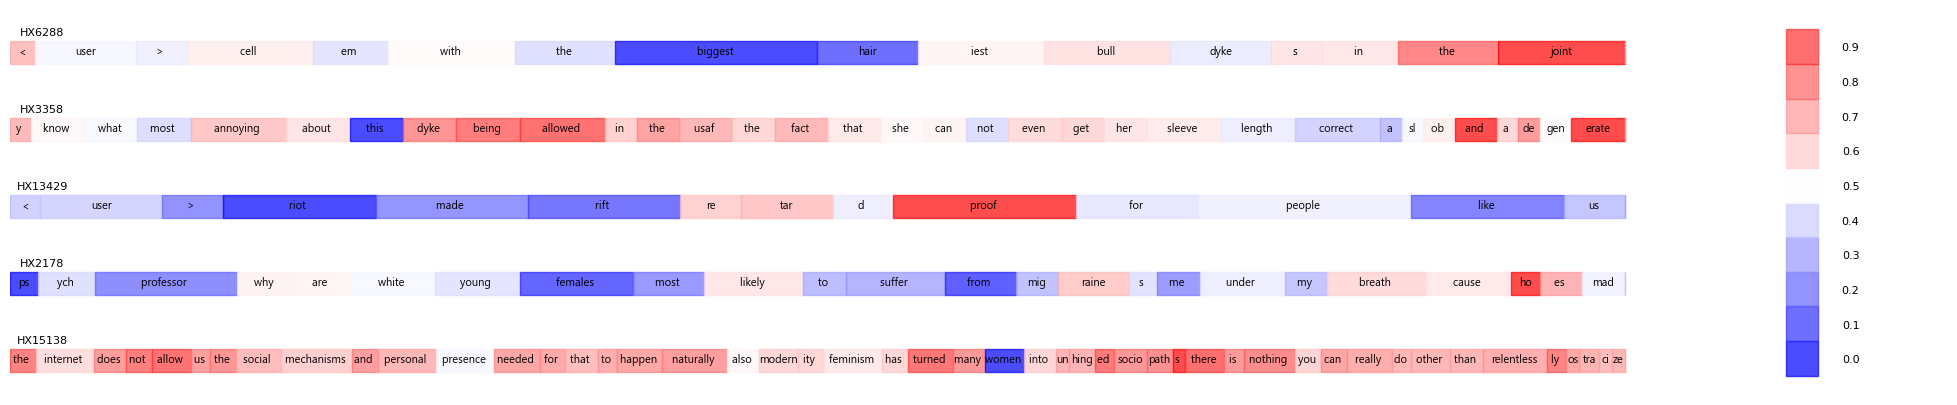 HX6288
< user > cell em with the biggest hair iest bull dyke s in the joint
HX3358
y know what most annoying about this dyke being allowed in the usaf the fact that she can not even get her sleeve length correct a sl ob and a de gen erate
HX13429
< user > riot made rift re tar d proof for people like us
HX2178
ps ych professor why are white young females most likely to suffer from mig raine s me under my breath cause ho es mad
HX15138
the internet does not allow us the social mechanisms and personal presence needed for that to happen naturally also modern ity feminism has turned many women into un hing ed socio path s there is nothing you can really do other than relentless ly os tra ci ze
0.9
0.8
0.7
0.6
0.5
0.4
0.3
0.2
0.1
0.0